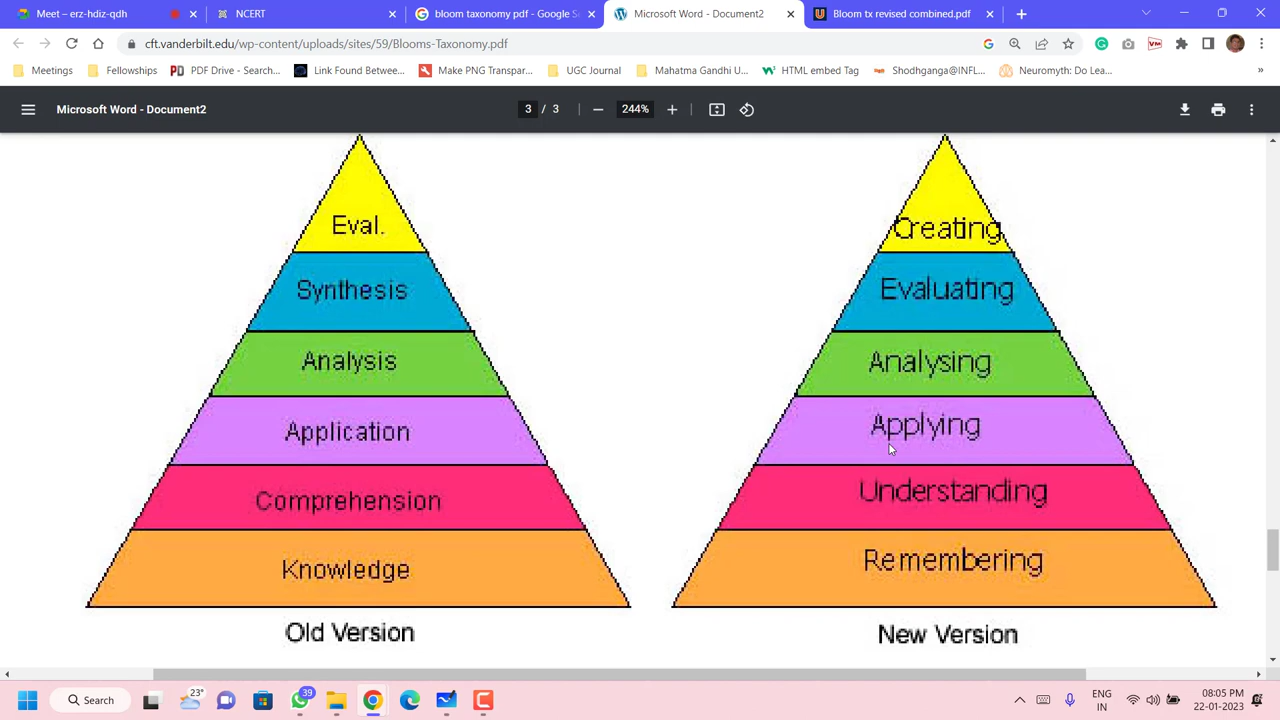 Meet – erz-hdiz-qdh
NCERT
bloom taxonomy pdf - Google Se
Microsoft Word - Document2
Bloom tx revised combined.pdf
cft.vanderbilt.edu/wp-content/uploads/sites/59/Blooms-Taxonomy.pdf
Meetings
Fellowships
PDF Drive - Search...
Link Found Betwee...
Make PNG Transpar...
UGC Journal
Mahatma Gandhi U...
HTML embed Tag
Shodhganga@INFL...
Neuromyth: Do Lea...
Microsoft Word - Document2
3 / 3
244%
Eval.
Synthesis
Analysis
Application
Comprehension
Knowledge
Old Version
Creating
Evaluating
Analysing
Applying
Understanding
Remembering
New Version
Search
23°
39
ENG
IN
08:05 PM
22-01-2023